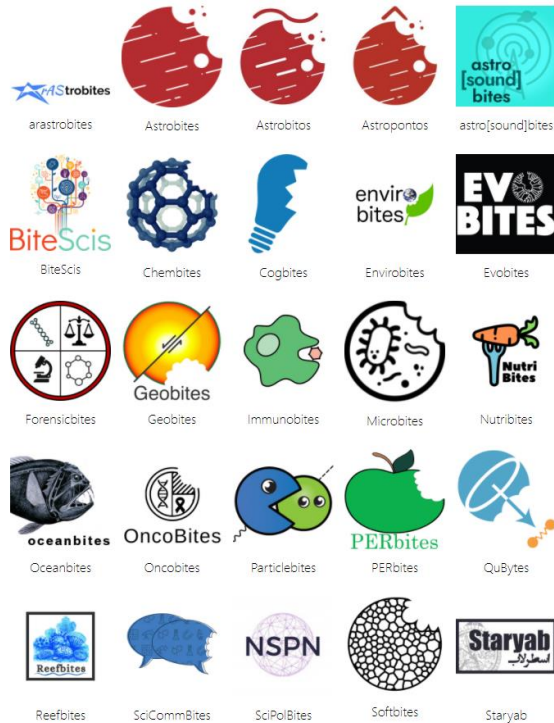 arAStrobites
astro
[sound]
bites
arastrobites
Astrobites
Astrobitos
Astropontos
astro[sound]bites
BiteScis
enviro
bites
EVO
BITES
BiteScis
Chembites
Cogbites
Envirobites
Evobites
Geobites
Nutri
Bites
Forensicbites
Geobites
Immunobites
Microbites
Nutribites
oceanbites
OncoBites
PERbites
Oceanbites
Oncobites
Particlebites
PERbites
QuBytes
Reefbites
NSPN
Staryab
اسطرلاب
Reefbites
SciCommBites
SciPolBites
Softbites
Staryab